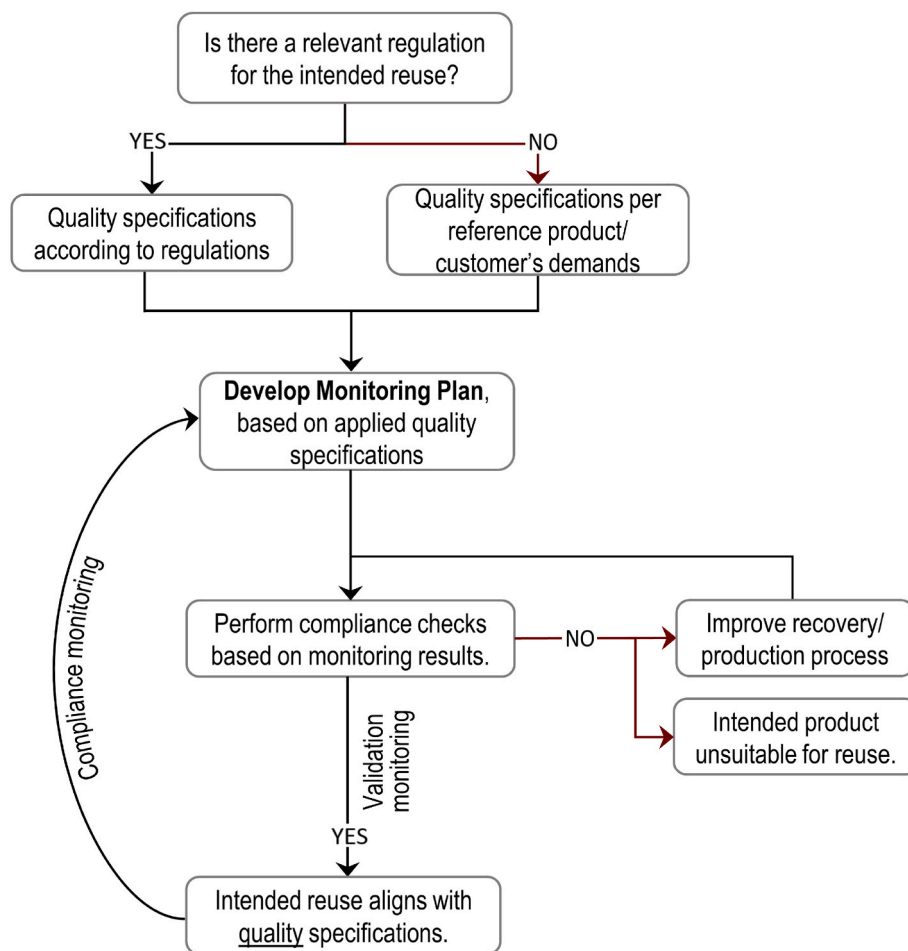 Is there a relevant regulation
for the intended reuse?
YES
NO
Quality specifications
according to regulations
Quality specifications per
reference product/
customer’s demands
Develop Monitoring Plan,
based on applied quality
specifications
Compliance monitoring
Perform compliance checks
based on monitoring results.
NO
Improve recovery/
production process
Intended product
unsuitable for reuse.
Validation
monitoring
YES
Intended reuse aligns with
quality specifications.